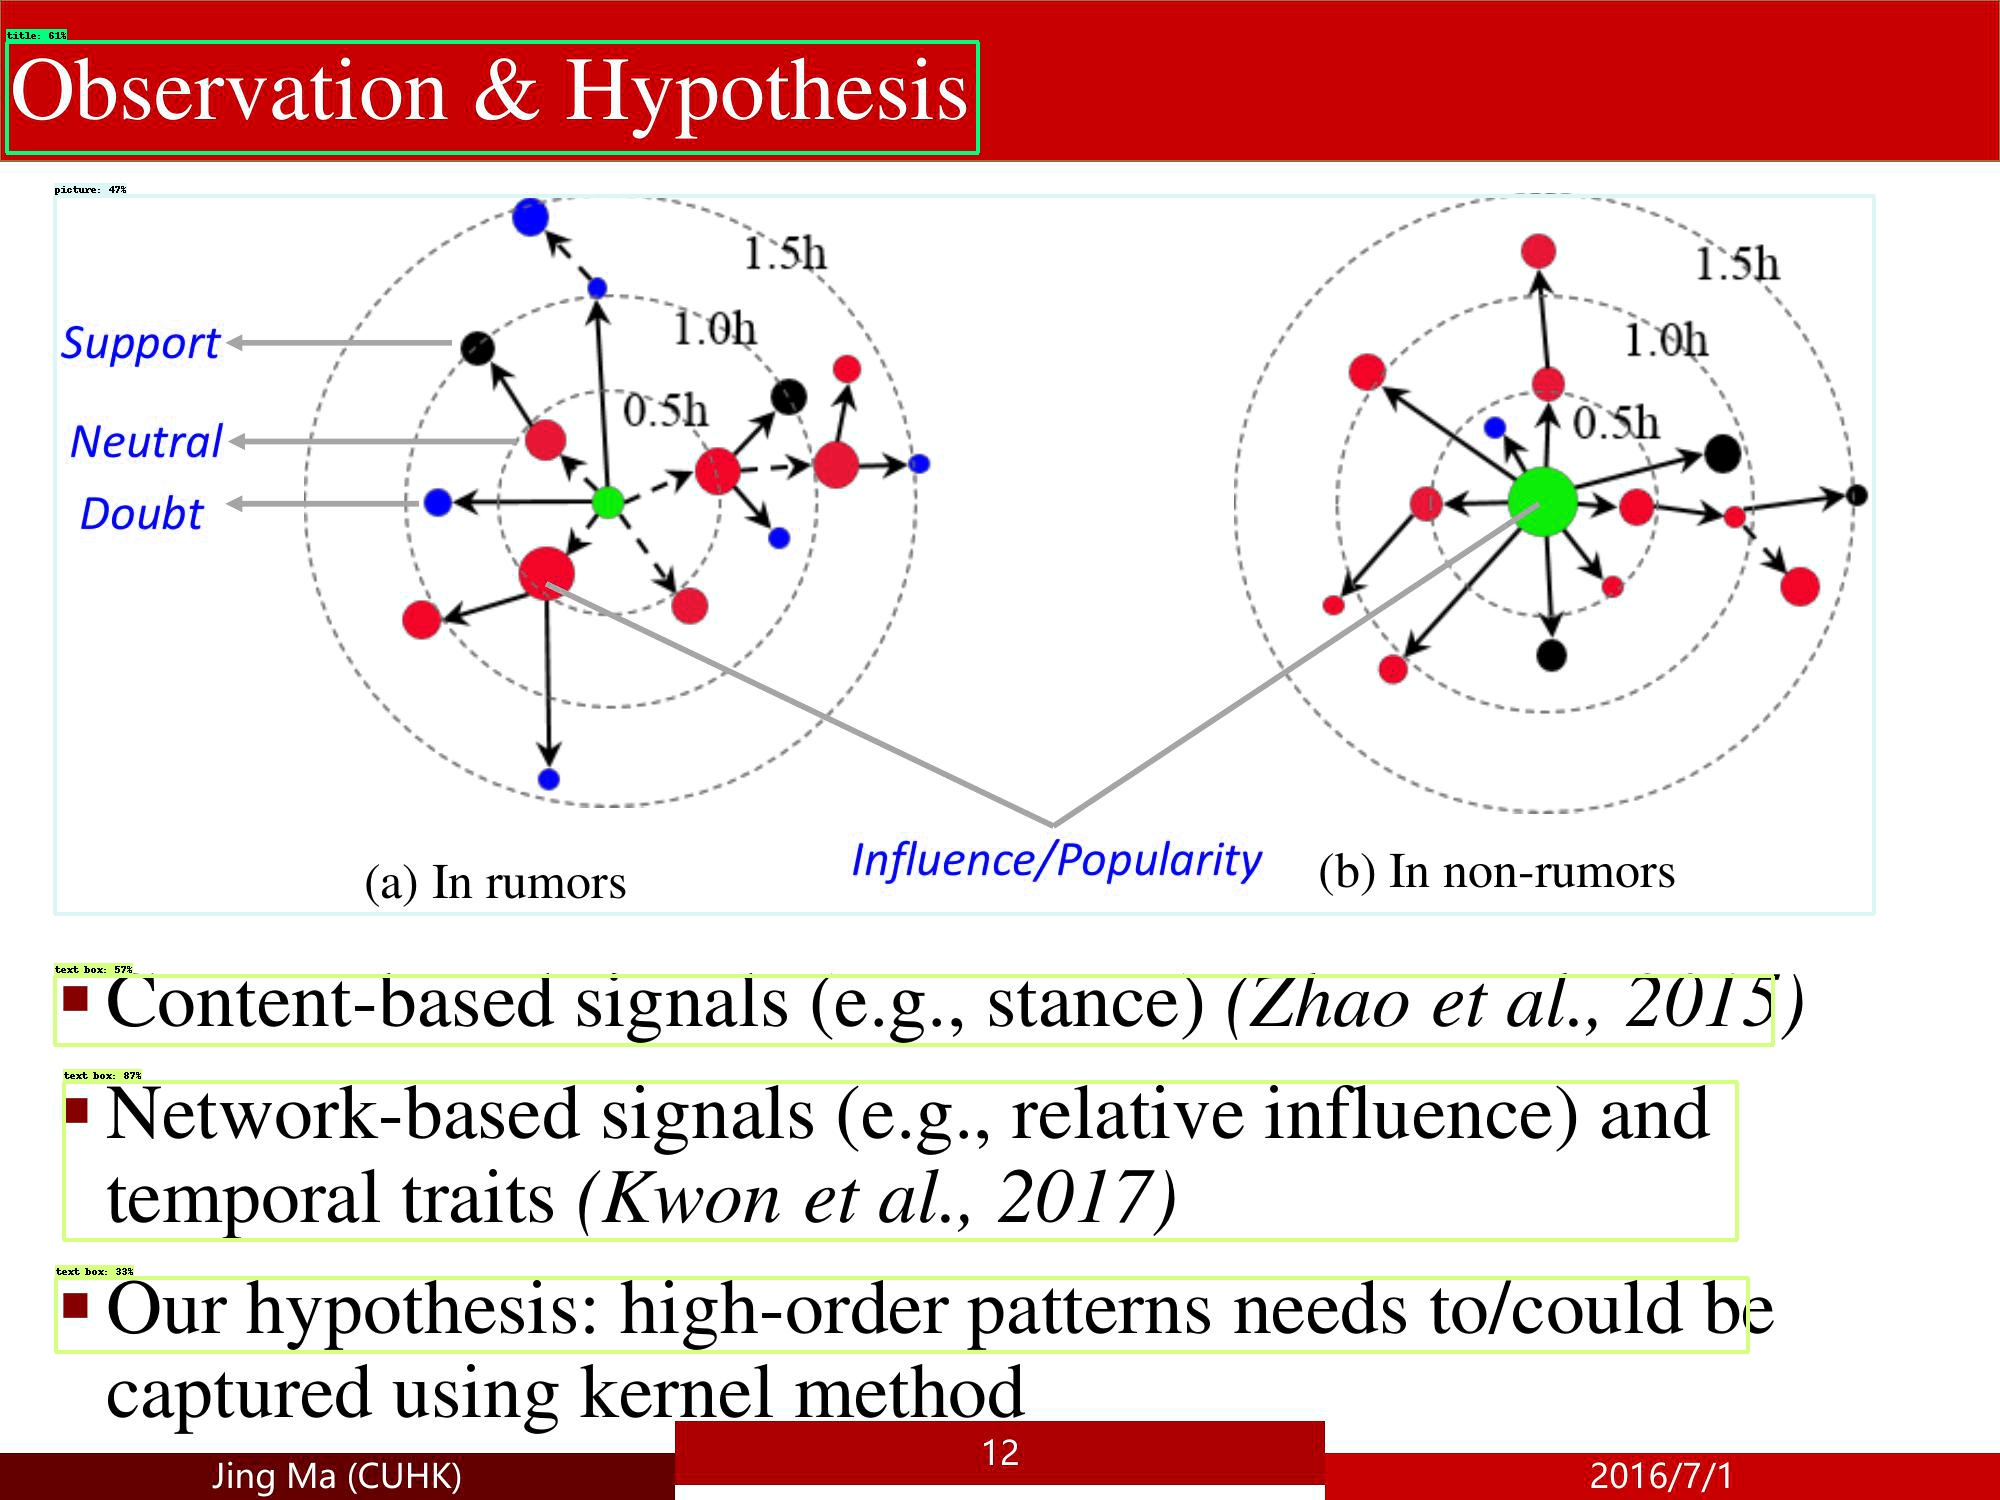 title: 61%
Observation & Hypothesis
picture: 47%
1.5h
1.0h
0.5h
Support
Neutral
Doubt
1.5h
1.0h
0.5h
Influence/Popularity
(a) In rumors
(b) In non-rumors
text box: 57%
▪ Content-based signals (e.g., stance) (Zhao et al., 2015)
text box: 87%
▪ Network-based signals (e.g., relative influence) and
temporal traits (Kwon et al., 2017)
text box: 33%
▪ Our hypothesis: high-order patterns needs to/could be
captured using kernel method
Jing Ma (CUHK)
12
2016/7/1